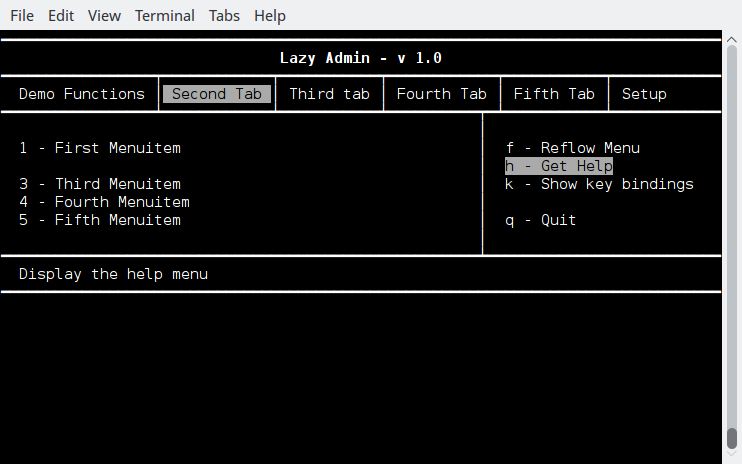 File Edit View Terminal Tabs Help
Lazy Admin - v 1.0
Demo Functions Second Tab Third tab Fourth Tab Fifth Tab Setup
1 - First Menuitem
3 - Third Menuitem
4 - Fourth Menuitem
5 - Fifth Menuitem
f - Reflow Menu
h - Get Help
k - Show key bindings
q - Quit
Display the help menu